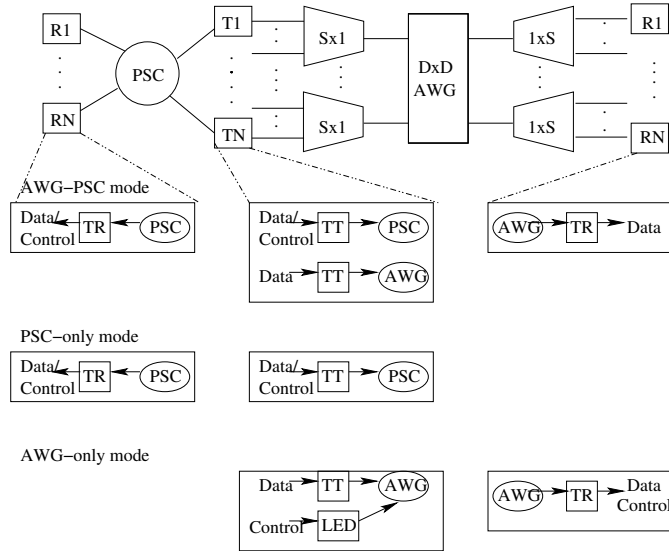 R1 T1 Sx1 1xS R1
PSC DxD
AWG
RN TN Sx1 1xS RN
AWG–PSC mode
Data/
Control TR PSC
Data/
Control TT PSC
Data TT AWG
AWG TR Data
PSC–only mode
Data/
Control TR PSC
Data/
Control TT PSC
AWG–only mode
Data TT AWG
Control LED
AWG TR Data
Control